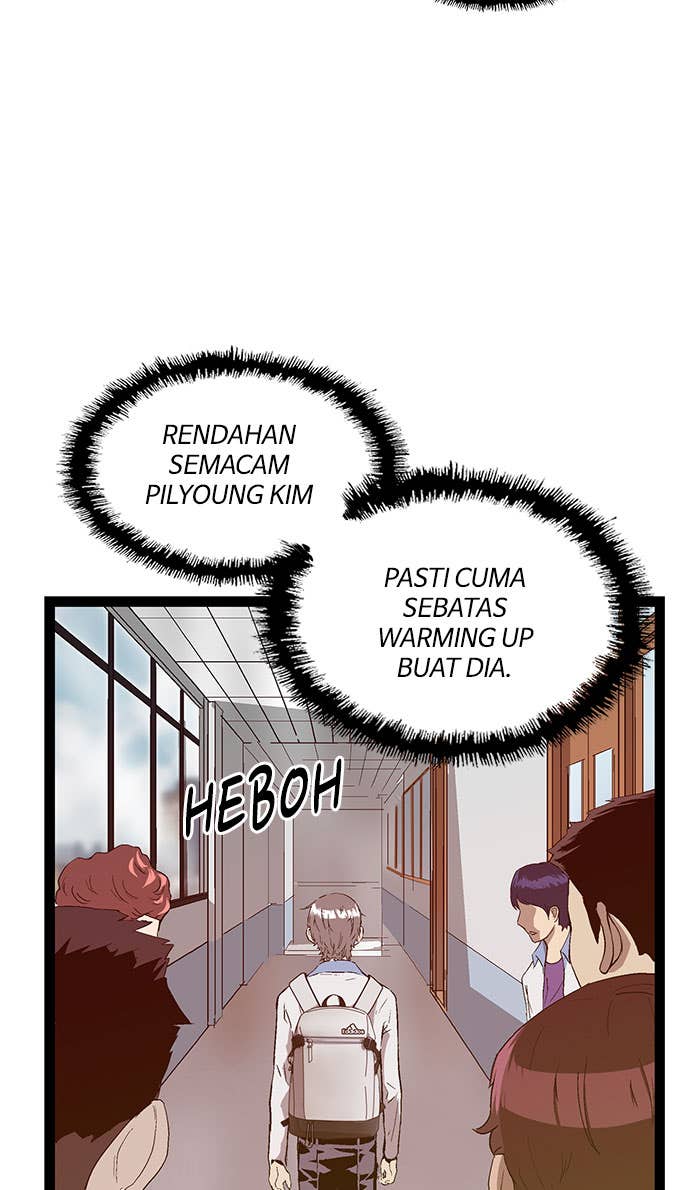 RENDAHAN
SEMACAM
PILYOUNG KIM
PASTI CUMA
SEBATAS
WARMING UP
BUAT DIA.
HEBOH